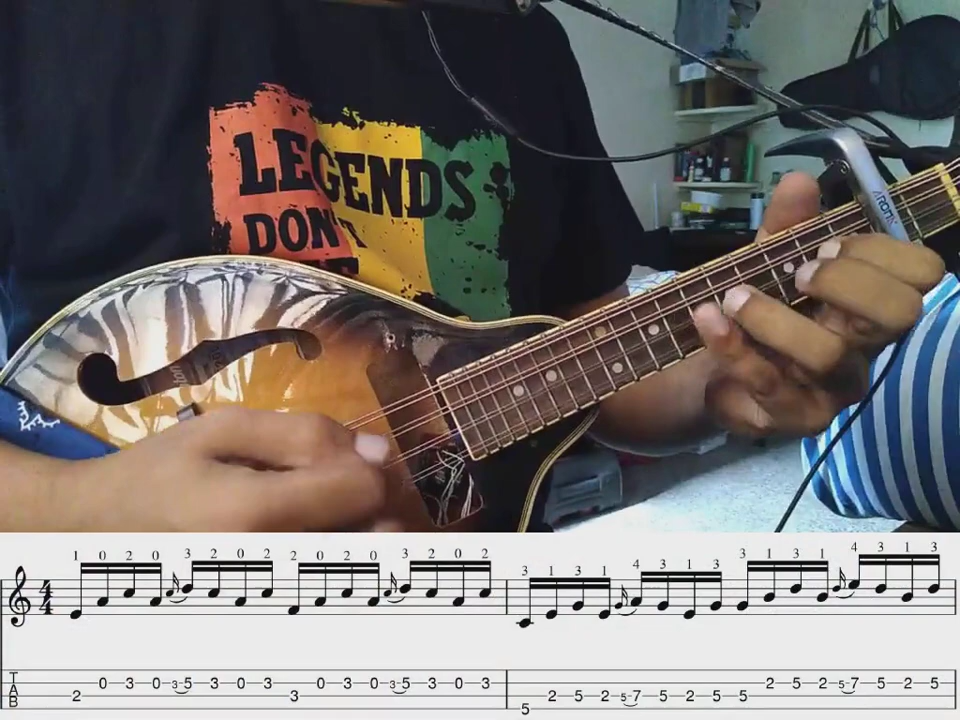 LEGENDS
DON'T
AROMA
1 0 2 0 3 2 0 2 2 0 2 0 3 2 0 2 3 1 3 1 4 3 1 3 3 1 3 1 4 3 1 3
4
4
T
A
B
0 3 0 3 5 3 0 3 0 3 0 3 5 3 0 3 2 5 2 5 7 5 2 5
2 3 2 5 2 5 7 5 2 5 5
5